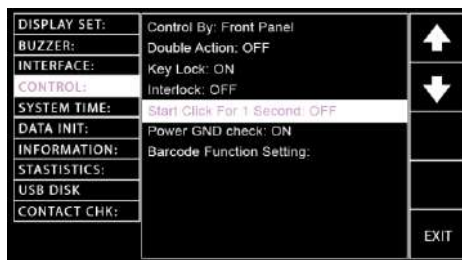 DISPLAY SET:
BUZZER:
INTERFACE:
CONTROL:
SYSTEM TIME:
DATA INIT:
INFORMATION:
STASTISTICS:
USB DISK
CONTACT CHK:
Control By: Front Panel
Double Action: OFF
Key Lock: ON
Interlock: OFF
Start Click For 1 Second: OFF
Power GND check: ON
Barcode Function Setting:
EXIT